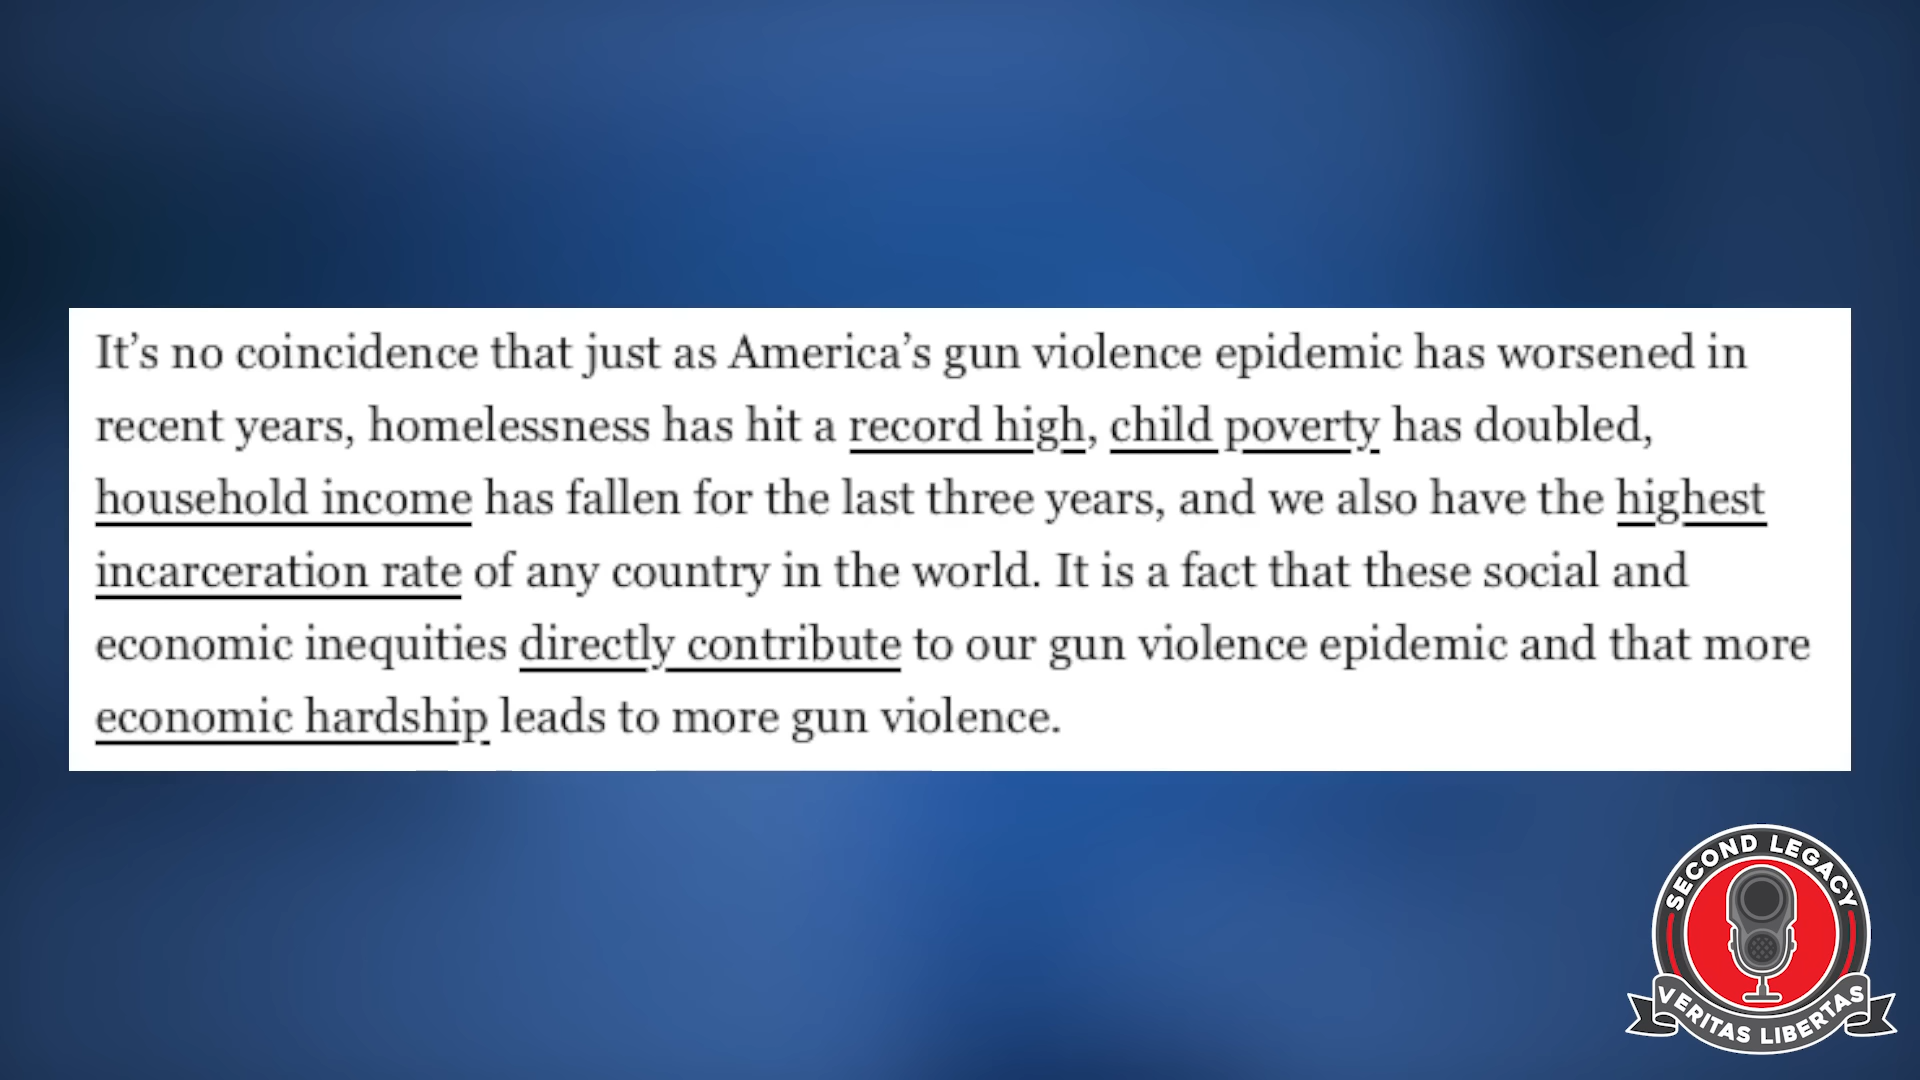 It’s no coincidence that just as America’s gun violence epidemic has worsened in
recent years, homelessness has hit a record high, child poverty has doubled,
household income has fallen for the last three years, and we also have the highest
incarceration rate of any country in the world. It is a fact that these social and
economic inequities directly contribute to our gun violence epidemic and that more
economic hardship leads to more gun violence.
SECOND LEGACY
VERITAS LIBERTAS